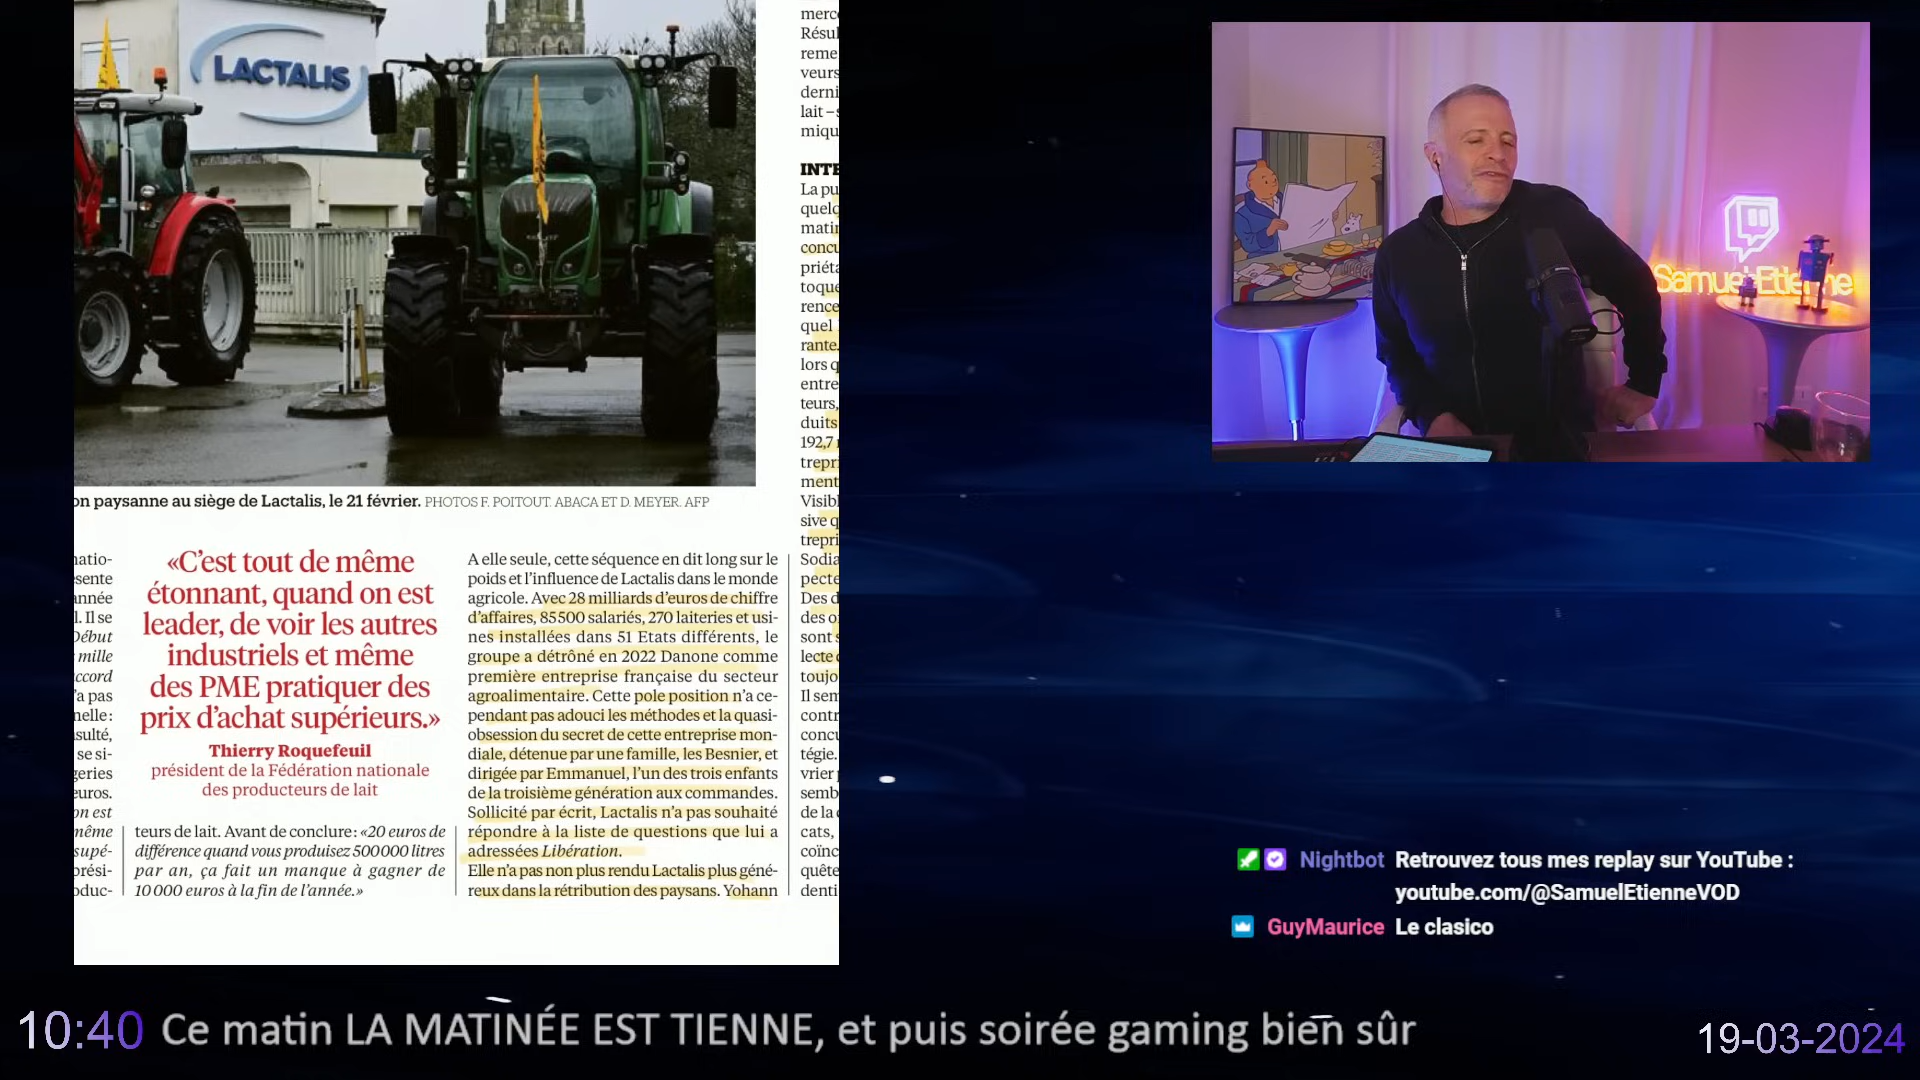 LACTALIS
on paysanne au siège de Lactalis, le 21 février. PHOTOS F. POITOUT. ABACA ET D. MEYER. AFP
«C’est tout de même
étonnant, quand on est
leader, de voir les autres
industriels et même
des PME pratiquer des
prix d’achat supérieurs.»
Thierry Roquefeuil
président de la Fédération nationale
des producteurs de lait
teurs de lait. Avant de conclure: «20 euros de
différence quand vous produisez 500000 litres
par an, ça fait un manque à gagner de
10000 euros à la fin de l’année.»
A elle seule, cette séquence en dit long sur le
poids et l’influence de Lactalis dans le monde
agricole. Avec 28 milliards d’euros de chiffre
d’affaires, 85500 salariés, 270 laiteries et usi-
nes installées dans 51 Etats différents, le
groupe a détrôné en 2022 Danone comme
première entreprise française du secteur
agroalimentaire. Cette pole position n’a ce-
pendant pas adouci les méthodes et la quasi-
obsession du secret de cette entreprise mon-
diale, détenue par une famille, les Besnier, et
dirigée par Emmanuel, l’un des trois enfants
de la troisième génération aux commandes.
Sollicité par écrit, Lactalis n’a pas souhaité
répondre à la liste de questions que lui a
adressées Libération.
Elle n’a pas non plus rendu Lactalis plus géné-
reux dans la rétribution des paysans. Yohann
Samuel Etienne
Nightbot Retrouvez tous mes replay sur YouTube :
youtube.com/@SamuelEtienneVOD
GuyMaurice Le clasico
10:40 Ce matin LA MATINÉE EST TIENNE, et puis soirée gaming bien sûr
19-03-2024